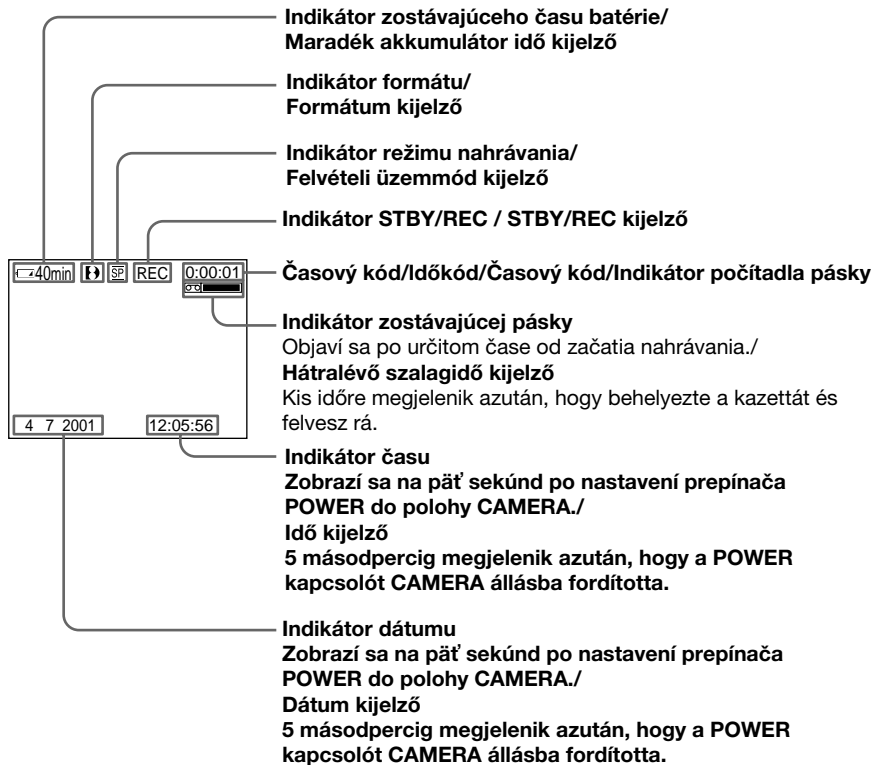 Indikátor zostávajúceho času batérie/
Maradék akkumulátor idő kijelző
Indikátor formátu/
Formátum kijelző
Indikátor režimu nahrávania/
Felvételi üzemmód kijelző
Indikátor STBY/REC / STBY/REC kijelző
40min SP REC 0:00:01
Časový kód/Időkód/Časový kód/Indikátor počítadla pásky
Indikátor zostávajúcej pásky
Objaví sa po určitom čase od začatia nahrávania./
Hátralévő szalagidő kijelző
Kis időre megjelenik azután, hogy behelyezte a kazettát és
felvesz rá.
4 7 2001 12:05:56
Indikátor času
Zobrazí sa na päť sekúnd po nastavení prepínača
POWER do polohy CAMERA./
Idő kijelző
5 másodpercig megjelenik azután, hogy a POWER
kapcsolót CAMERA állásba fordította.
Indikátor dátumu
Zobrazí sa na päť sekúnd po nastavení prepínača
POWER do polohy CAMERA./
Dátum kijelző
5 másodpercig megjelenik azután, hogy a POWER
kapcsolót CAMERA állásba fordította.